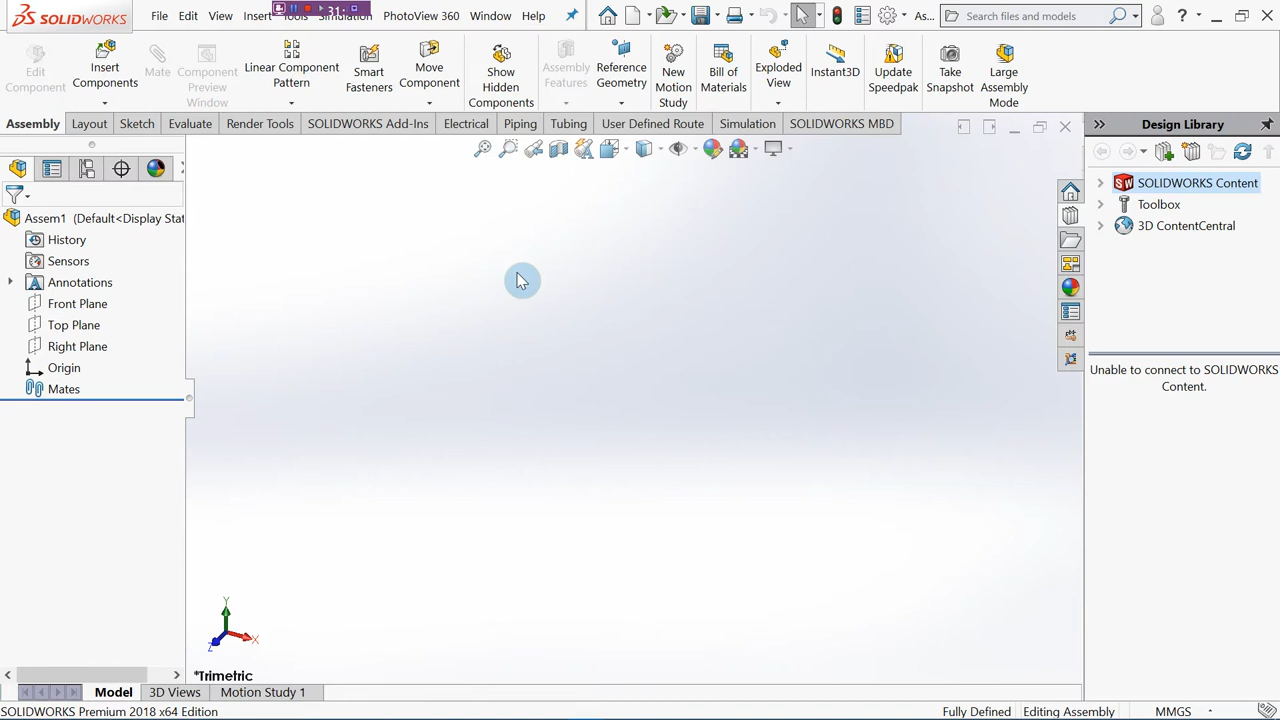 SOLIDWORKS File Edit View Insert Simulation PhotoView 360 Window Help As... Search files and models ?
31:
Edit Component
Insert Components
Mate
Component Preview Window
Linear Component Pattern
Smart Fasteners
Move Component
Show Hidden Components
Assembly Features
Reference Geometry
New Motion Study
Bill of Materials
Exploded View
Instant3D
Update Speedpak
Take Snapshot
Large Assembly Mode
Assembly Layout Sketch Evaluate Render Tools SOLIDWORKS Add-Ins Electrical Piping Tubing User Defined Route Simulation SOLIDWORKS MBD
Design Library
Assem1 (Default<Display Stat
History
Sensors
Annotations
Front Plane
Top Plane
Right Plane
Origin
Mates
SOLIDWORKS Content
Toolbox
3D ContentCentral
Unable to connect to SOLIDWORKS
Content.
Y
X
Z
*Trimetric
Model 3D Views Motion Study 1
SOLIDWORKS Premium 2018 x64 Edition Fully Defined Editing Assembly MMGS